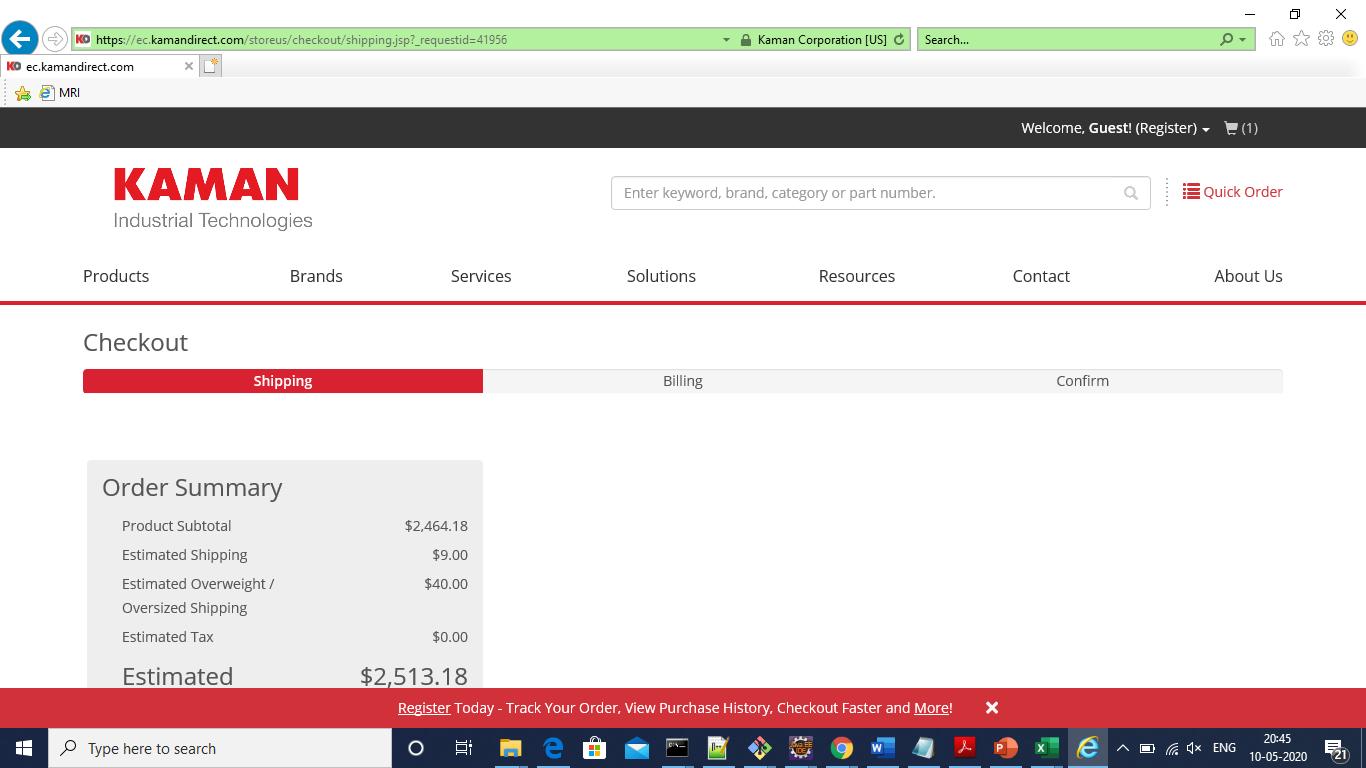 https://ec.kamandirect.com/storeus/checkout/shipping.jsp?_requestid=41956
Kaman Corporation [US]
Search...
ec.kamandirect.com
MRI
Welcome, Guest! (Register)
(1)
KAMAN
Industrial Technologies
Enter keyword, brand, category or part number.
Quick Order
Products Brands Services Solutions Resources Contact About Us
Checkout
Shipping Billing Confirm
Order Summary
Product Subtotal $2,464.18
Estimated Shipping $9.00
Estimated Overweight / $40.00
Oversized Shipping
Estimated Tax $0.00
Estimated $2,513.18
Register Today - Track Your Order, View Purchase History, Checkout Faster and More!
Type here to search
ENG
20:45
10-05-2020
21